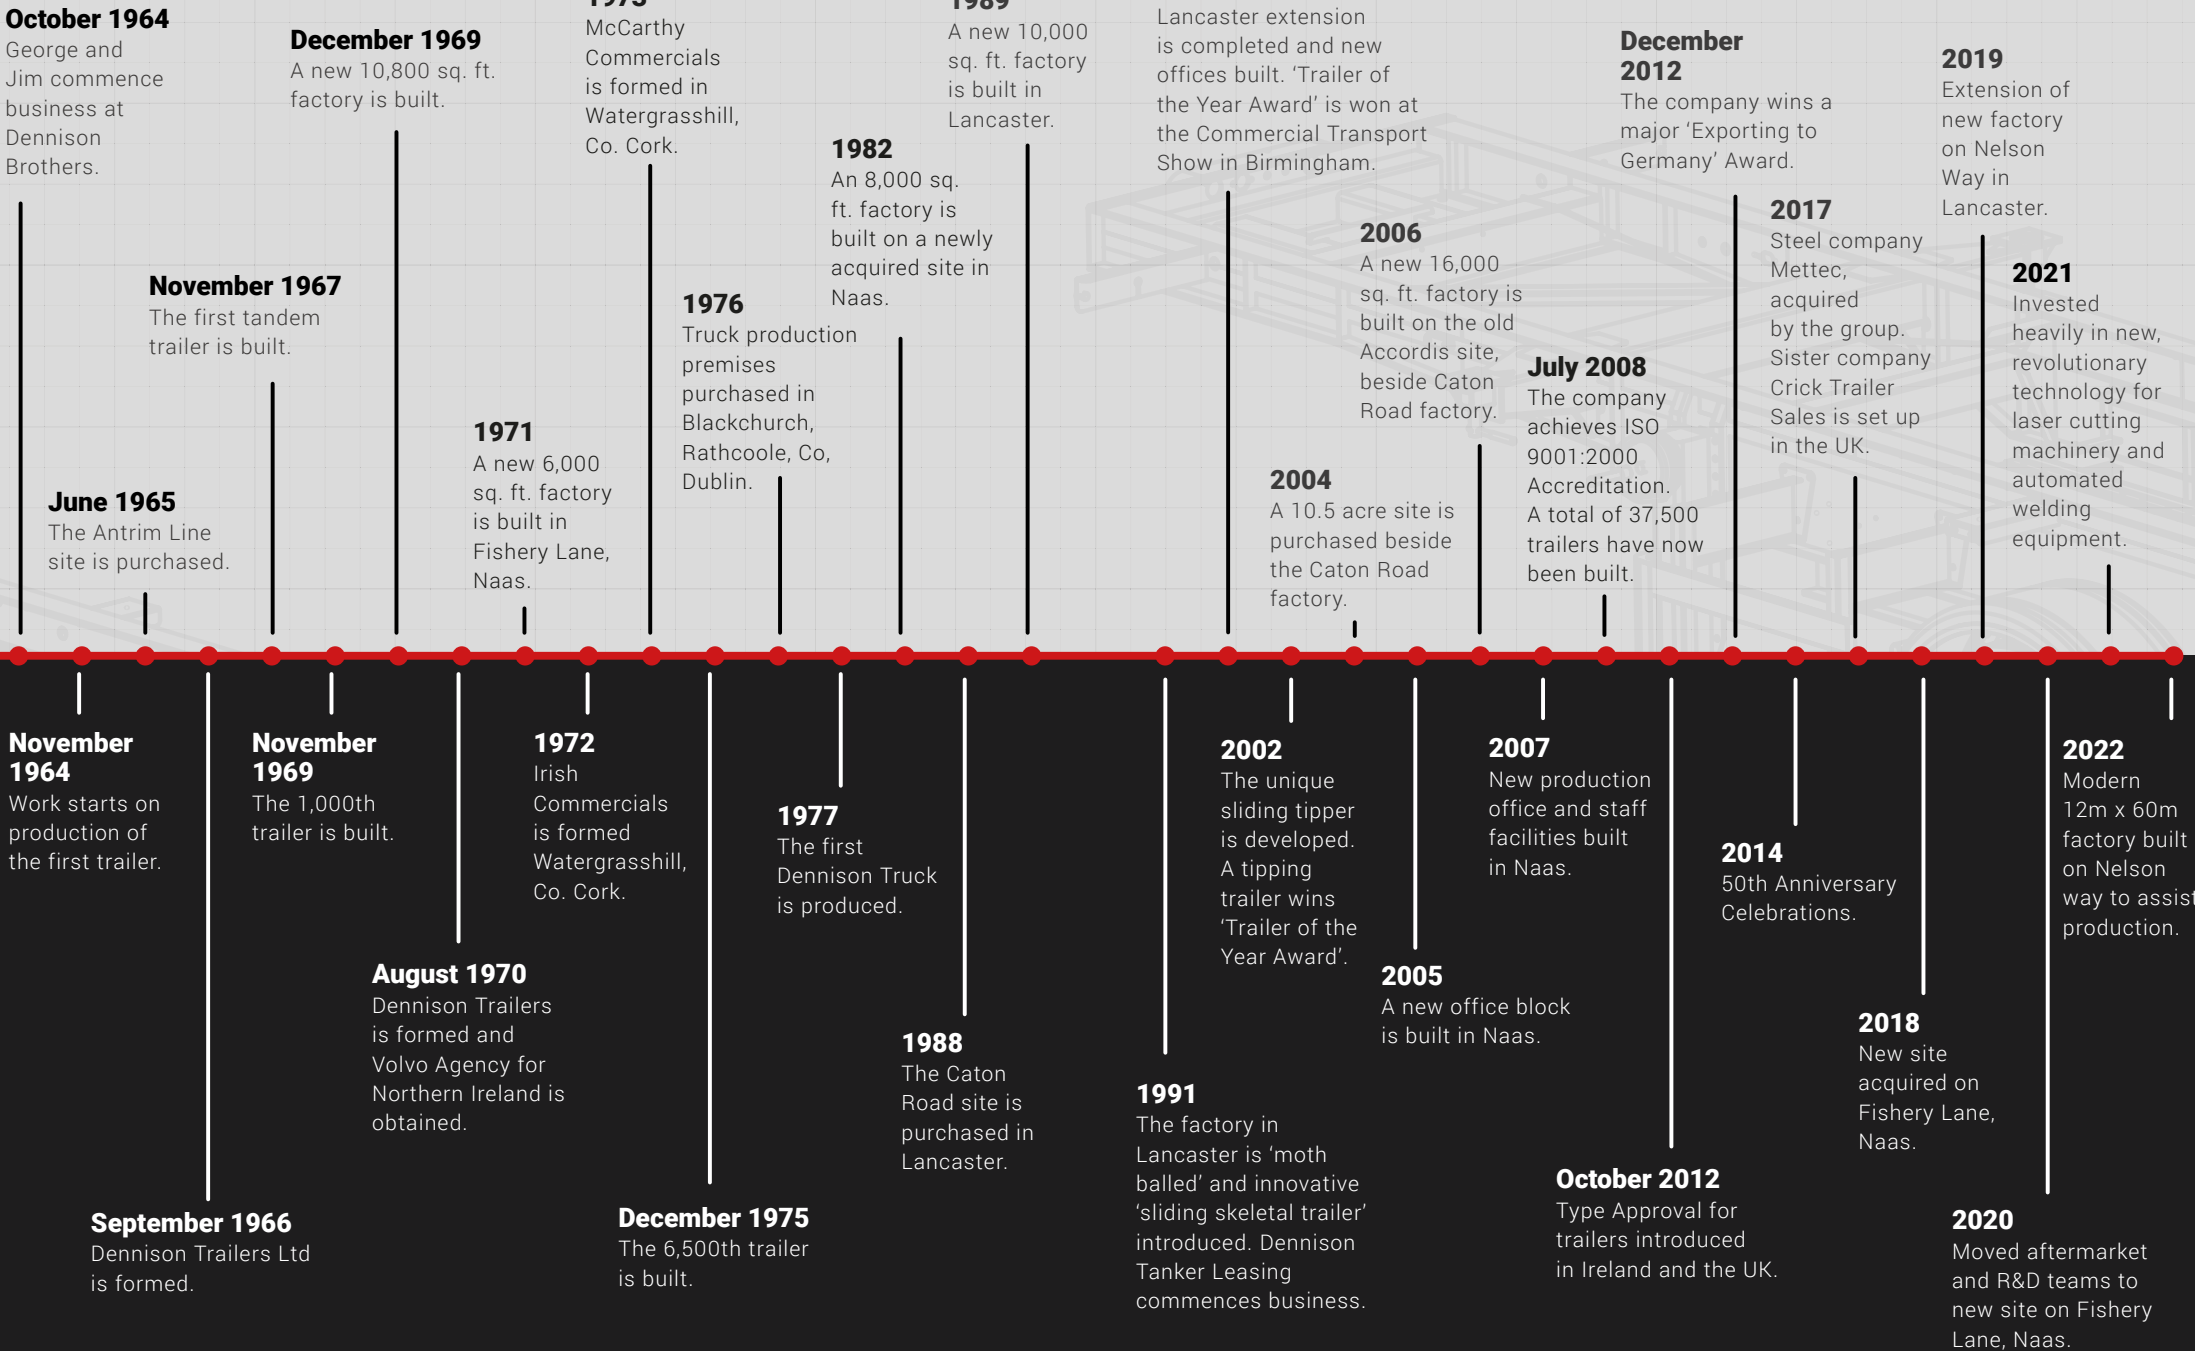 October 1964
George and
Jim commence
business at
Dennison
Brothers.
November
1964
Work starts on
production of
the first trailer.
June 1965
The Antrim Line
site is purchased.
September 1966
Dennison Trailers Ltd
is formed.
November 1967
The first tandem
trailer is built.
November
1969
The 1,000th
trailer is built.
December 1969
A new 10,800 sq. ft.
factory is built.
August 1970
Dennison Trailers
is formed and
Volvo Agency for
Northern Ireland is
obtained.
1971
A new 6,000
sq. ft. factory
is built in
Fishery Lane,
Naas.
1972
Irish
Commercials
is formed
Watergrasshill,
Co. Cork.
McCarthy
Commercials
is formed in
Watergrasshill,
Co. Cork.
December 1975
The 6,500th trailer
is built.
1976
Truck production
premises
purchased in
Blackchurch,
Rathcoole, Co,
Dublin.
1977
The first
Dennison Truck
is produced.
1982
An 8,000 sq.
ft. factory is
built on a newly
acquired site in
Naas.
1988
The Caton
Road site is
purchased in
Lancaster.
1989
A new 10,000
sq. ft. factory
is built in
Lancaster.
1991
The factory in
Lancaster is ‘moth
balled’ and innovative
‘sliding skeletal trailer’
introduced. Dennison
Tanker Leasing
commences business.
Lancaster extension
is completed and new
offices built. ‘Trailer of
the Year Award’ is won at
the Commercial Transport
Show in Birmingham.
2002
The unique
sliding tipper
is developed.
A tipping
trailer wins
‘Trailer of the
Year Award’.
2004
A 10.5 acre site is
purchased beside
the Caton Road
factory.
2005
A new office block
is built in Naas.
2006
A new 16,000
sq. ft. factory is
built on the old
Accordis site,
beside Caton
Road factory.
2007
New production
office and staff
facilities built
in Naas.
July 2008
The company
achieves ISO
9001:2000
Accreditation.
A total of 37,500
trailers have now
been built.
October 2012
Type Approval for
trailers introduced
in Ireland and the UK.
December
2012
The company wins a
major ‘Exporting to
Germany’ Award.
2014
50th Anniversary
Celebrations.
2017
Steel company
Mettec,
acquired
by the group.
Sister company
Crick Trailer
Sales is set up
in the UK.
2018
New site
acquired on
Fishery Lane,
Naas.
2019
Extension of
new factory
on Nelson
Way in
Lancaster.
2020
Moved aftermarket
and R&D teams to
new site on Fishery
Lane, Naas.
2021
Invested
heavily in new,
revolutionary
technology for
laser cutting
machinery and
automated
welding
equipment.
2022
Modern
12m x 60m
factory built
on Nelson
way to assist
production.